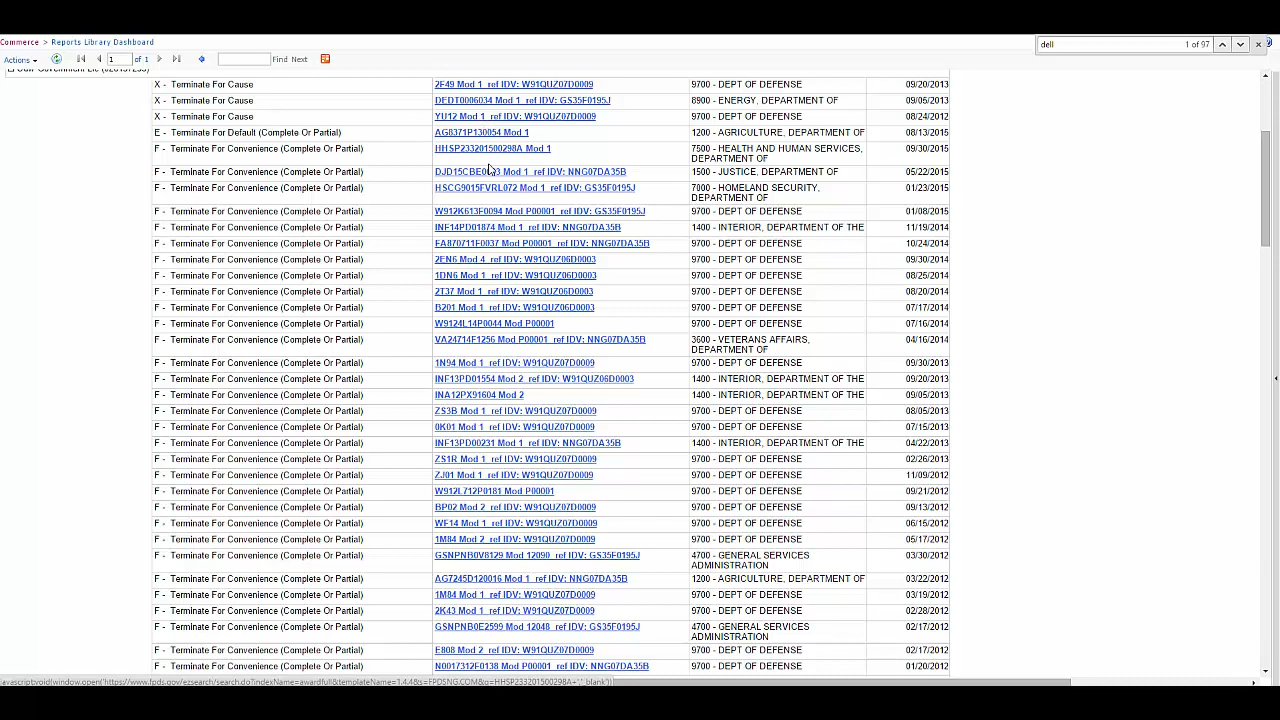 Commerce > Reports Library Dashboard
dell 1 of 97
Actions 1 of 1 Find Next
X - Terminate For Cause 2F49 Mod 1 ref IDV: W91QUZ07D0009 9700 - DEPT OF DEFENSE 09/20/2013
X - Terminate For Cause DEDT0006034 Mod 1 ref IDV: GS35F0195J 8900 - ENERGY, DEPARTMENT OF 09/05/2013
X - Terminate For Cause YU12 Mod 1 ref IDV: W91QUZ07D0009 9700 - DEPT OF DEFENSE 08/24/2012
E - Terminate For Default (Complete Or Partial) AG8371P130054 Mod 1 1200 - AGRICULTURE, DEPARTMENT OF 08/13/2015
F - Terminate For Convenience (Complete Or Partial) HHSP233201500298A Mod 1 7500 - HEALTH AND HUMAN SERVICES, 09/30/2015
DEPARTMENT OF
F - Terminate For Convenience (Complete Or Partial) Mod 1 ref IDV: NNG07DA35B 1500 - JUSTICE, DEPARTMENT OF 05/22/2015
F - Terminate For Convenience (Complete Or Partial) HSCG9015FVRL072 Mod 1 ref IDV: GS35F0195J 7000 - HOMELAND SECURITY, 01/23/2015
DEPARTMENT OF
F - Terminate For Convenience (Complete Or Partial) W912K613F0094 Mod P00001 ref IDV: GS35F0195J 9700 - DEPT OF DEFENSE 01/08/2015
F - Terminate For Convenience (Complete Or Partial) INF14PD01874 Mod 1 ref IDV: NNG07DA35B 1400 - INTERIOR, DEPARTMENT OF THE 11/19/2014
F - Terminate For Convenience (Complete Or Partial) FA870711F0037 Mod P00001 ref IDV: NNG07DA35B 9700 - DEPT OF DEFENSE 10/24/2014
F - Terminate For Convenience (Complete Or Partial) 2EN6 Mod 4 ref IDV: W91QUZ06D0003 9700 - DEPT OF DEFENSE 09/30/2014
F - Terminate For Convenience (Complete Or Partial) 1DN6 Mod 1 ref IDV: W91QUZ06D0003 9700 - DEPT OF DEFENSE 08/25/2014
F - Terminate For Convenience (Complete Or Partial) 2T37 Mod 1 ref IDV: W91QUZ06D0003 9700 - DEPT OF DEFENSE 08/20/2014
F - Terminate For Convenience (Complete Or Partial) B201 Mod 1 ref IDV: W91QUZ06D0003 9700 - DEPT OF DEFENSE 07/17/2014
F - Terminate For Convenience (Complete Or Partial) W9124L14P0044 Mod P00001 9700 - DEPT OF DEFENSE 07/16/2014
F - Terminate For Convenience (Complete Or Partial) VA24714F1256 Mod P00001 ref IDV: NNG07DA35B 3600 - VETERANS AFFAIRS, 04/16/2014
DEPARTMENT OF
F - Terminate For Convenience (Complete Or Partial) 1N94 Mod 1 ref IDV: W91QUZ07D0009 9700 - DEPT OF DEFENSE 09/30/2013
F - Terminate For Convenience (Complete Or Partial) INF13PD01554 Mod 2 ref IDV: W91QUZ06D0003 1400 - INTERIOR, DEPARTMENT OF THE 09/20/2013
F - Terminate For Convenience (Complete Or Partial) INA12PX91604 Mod 2 1400 - INTERIOR, DEPARTMENT OF THE 09/05/2013
F - Terminate For Convenience (Complete Or Partial) ZS3B Mod 1 ref IDV: W91QUZ07D0009 9700 - DEPT OF DEFENSE 08/05/2013
F - Terminate For Convenience (Complete Or Partial) 0K01 Mod 1 ref IDV: W91QUZ07D0009 9700 - DEPT OF DEFENSE 07/15/2013
F - Terminate For Convenience (Complete Or Partial) INF13PD00231 Mod 1 ref IDV: NNG07DA35B 1400 - INTERIOR, DEPARTMENT OF THE 04/22/2013
F - Terminate For Convenience (Complete Or Partial) ZS1R Mod 1 ref IDV: W91QUZ07D0009 9700 - DEPT OF DEFENSE 02/26/2013
F - Terminate For Convenience (Complete Or Partial) ZJ01 Mod 1 ref IDV: W91QUZ07D0009 9700 - DEPT OF DEFENSE 11/09/2012
F - Terminate For Convenience (Complete Or Partial) W912L712P0181 Mod P00001 9700 - DEPT OF DEFENSE 09/21/2012
F - Terminate For Convenience (Complete Or Partial) BP02 Mod 2 ref IDV: W91QUZ07D0009 9700 - DEPT OF DEFENSE 09/13/2012
F - Terminate For Convenience (Complete Or Partial) WF14 Mod 1 ref IDV: W91QUZ07D0009 9700 - DEPT OF DEFENSE 06/15/2012
F - Terminate For Convenience (Complete Or Partial) 1M84 Mod 2 ref IDV: W91QUZ07D0009 9700 - DEPT OF DEFENSE 05/17/2012
F - Terminate For Convenience (Complete Or Partial) GSNPNB0V8129 Mod 12090 ref IDV: GS35F0195J 4700 - GENERAL SERVICES 03/30/2012
ADMINISTRATION
F - Terminate For Convenience (Complete Or Partial) AG7245D120016 Mod 1 ref IDV: NNG07DA35B 1200 - AGRICULTURE, DEPARTMENT OF 03/22/2012
F - Terminate For Convenience (Complete Or Partial) 1M84 Mod 1 ref IDV: W91QUZ07D0009 9700 - DEPT OF DEFENSE 03/19/2012
F - Terminate For Convenience (Complete Or Partial) 2K43 Mod 1 ref IDV: W91QUZ07D0009 9700 - DEPT OF DEFENSE 02/28/2012
F - Terminate For Convenience (Complete Or Partial) GSNPNB0E2599 Mod 12048 ref IDV: GS35F0195J 4700 - GENERAL SERVICES 02/17/2012
ADMINISTRATION
F - Terminate For Convenience (Complete Or Partial) E808 Mod 2 ref IDV: W91QUZ07D0009 9700 - DEPT OF DEFENSE 02/17/2012
F - Terminate For Convenience (Complete Or Partial) N0017312F0138 Mod P00001 ref IDV: NNG07DA35B 9700 - DEPT OF DEFENSE 01/20/2012
avascript:void(window.open('https://www.fpds.gov/ezsearch/search.do?indexName=awardfull&templateName=1.4.4&s=FPDSNG.COM&q=HHSP233201500298A+','_blank'))